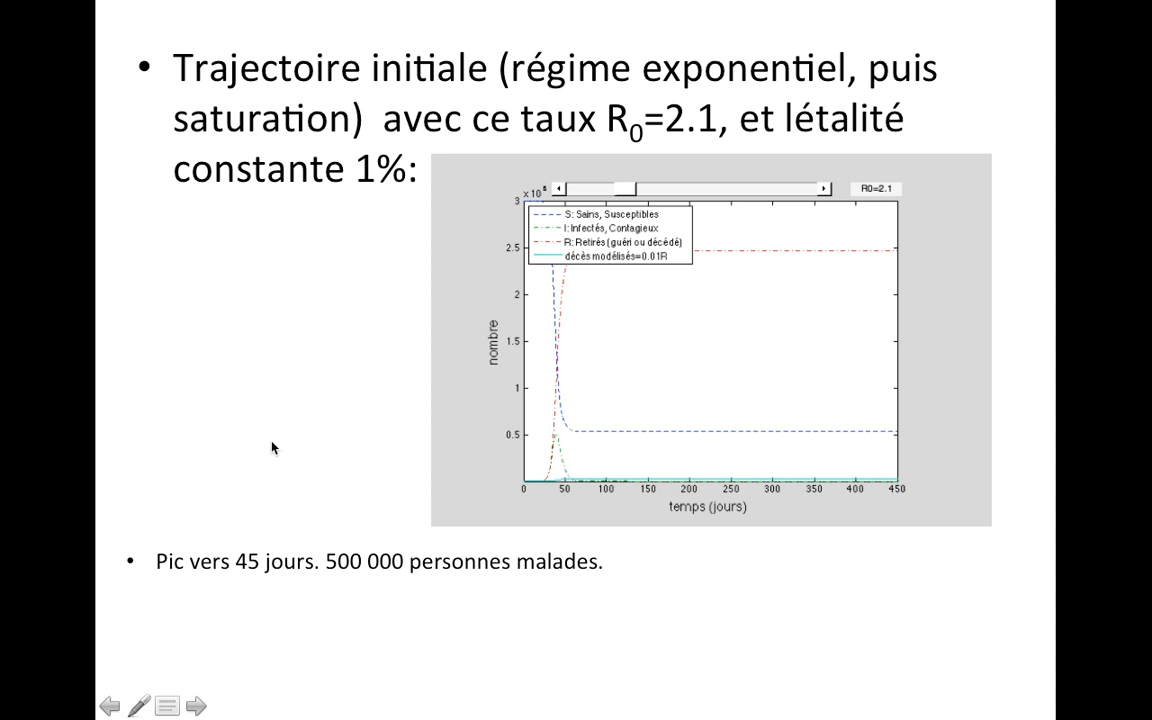 • Trajectoire initiale (régime exponentiel, puis
saturation)  avec ce taux R0=2.1, et létalité
constante 1%:
R0=2.1
3
2.5
2
1.5
1
0.5
nombre
S: Sains, Susceptibles
I: Infectés, Contagieux
R: Retirés (guéri ou décédé)
décès modélisés=0.01R
0 50 100 150 200 250 300 350 400 450
temps (jours)
• Pic vers 45 jours. 500 000 personnes malades.